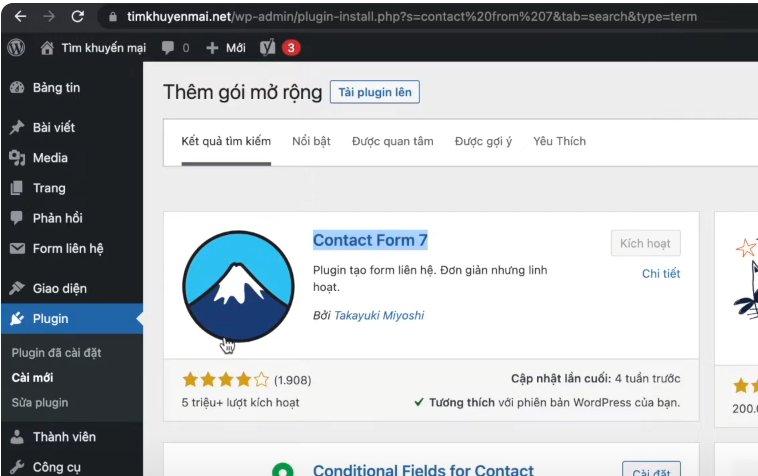 timkhuyenmai.net/wp-admin/plugin-install.php?s=contact%20from%207&tab=search&type=term
Tìm khuyến mại 0 Mới 3
Bảng tin
Bài viết
Media
Trang
Phản hồi
Form liên hệ
Giao diện
Plugin
Plugin đã cài đặt
Cài mới
Sửa plugin
Thành viên
Công cụ
Thêm gói mở rộng Tải plugin lên
Kết quả tìm kiếm Nổi bật Được quan tâm Được gợi ý Yêu Thích
Contact Form 7 Kích hoạt
Chi tiết
Plugin tạo form liên hệ. Đơn giản nhưng linh
hoạt.
Bởi Takayuki Miyoshi
(1.908) Cập nhật lần cuối: 4 tuần trước
5 triệu+ lượt kích hoạt Tương thích với phiên bản WordPress của bạn.
200.0
Conditional Fields for Contact Cài đặt